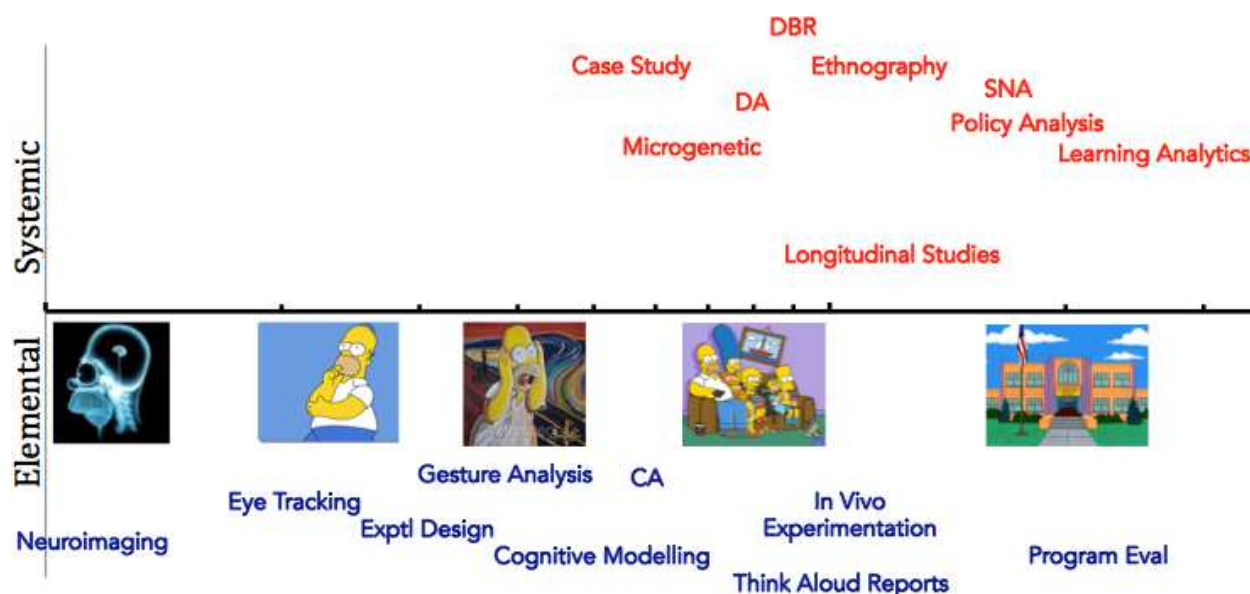 DBR
Case Study
Ethnography
SNA
DA
Policy Analysis
Microgenetic
Learning Analytics
Systemic
Longitudinal Studies
Elemental
Gesture Analysis
CA
Eye Tracking
In Vivo
Experimentation
Exptl Design
Neuroimaging
Cognitive Modelling
Program Eval
Think Aloud Reports